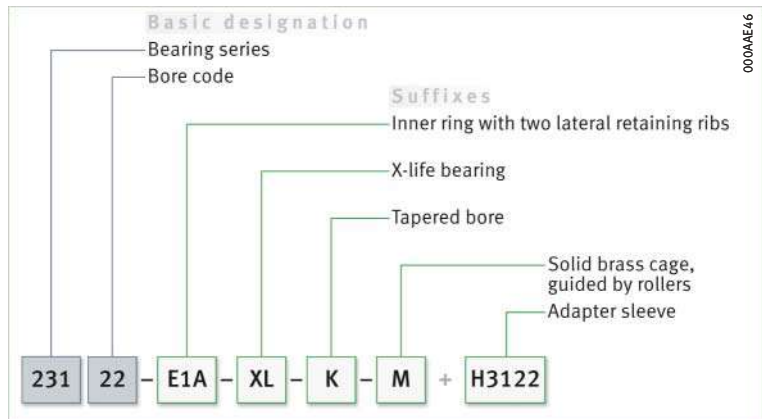 Basic designation
Bearing series
Bore code
Suffixes
Inner ring with two lateral retaining ribs
X-life bearing
Tapered bore
Solid brass cage,
guided by rollers
Adapter sleeve
231 22 – E1A – XL – K – M + H3122
000AAE46